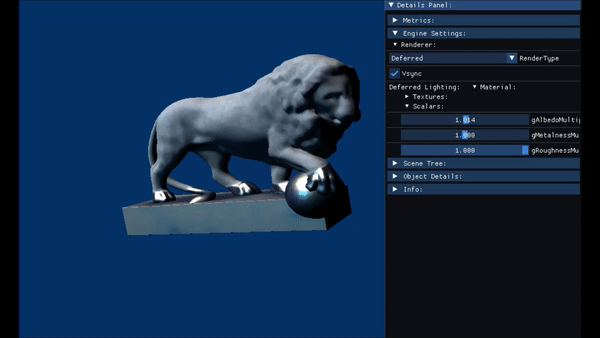 Details Panel:
Metrics:
Engine Settings:
Renderer:
Deferred RenderType
Vsync
Deferred Lighting: Material:
Textures:
Scalars:
1.014 gAlbedoMultip
1.000 gMetalnessMu
1.000 gRoughnessMu
Scene Tree:
Object Details:
Info: